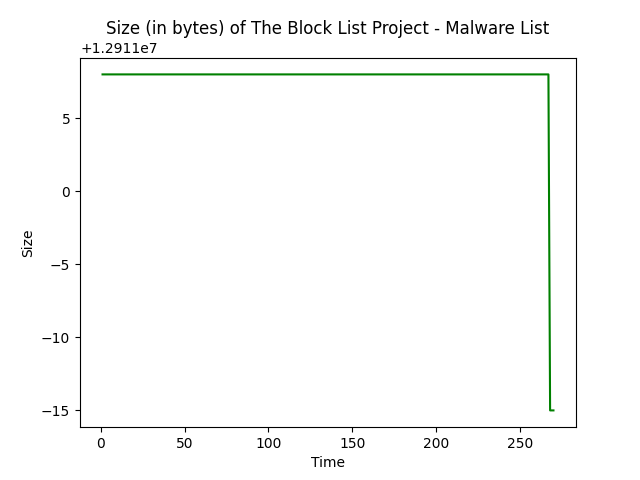 Size (in bytes) of The Block List Project - Malware List
+1.2911e7
5
0
−5
−10
−15
Size
0 50 100 150 200 250
Time